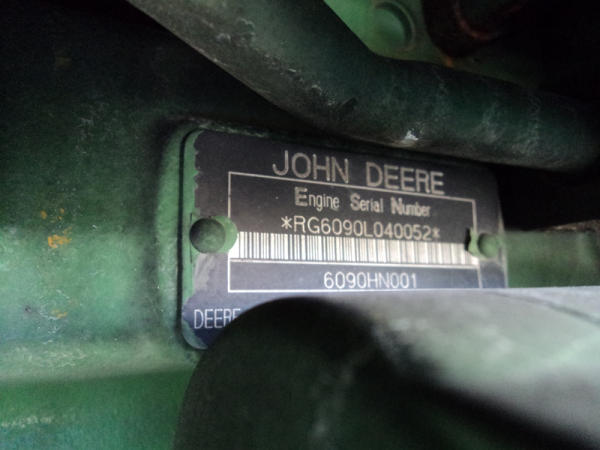 JOHN DEERE
Engine Serial Number
*RG6090L040052*
6090HN001
DEERE